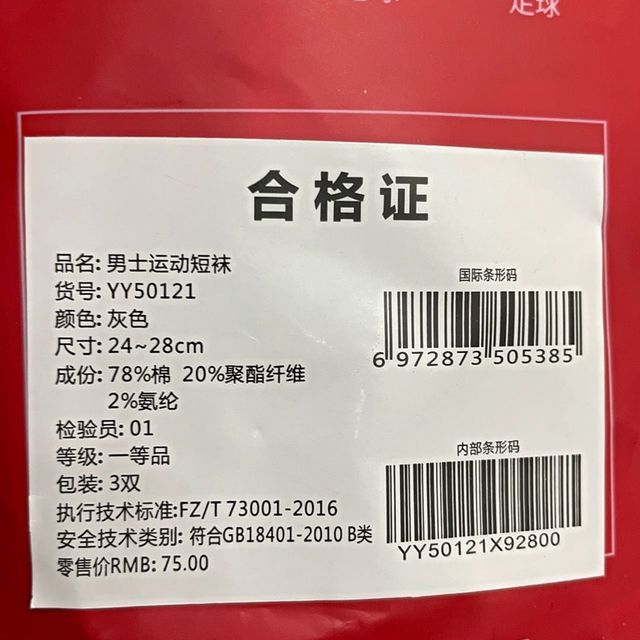 足球
合格证
品名: 男士运动短袜
货号: YY50121
颜色: 灰色
尺寸: 24~28cm
成份: 78%棉 20%聚酯纤维
2%氨纶
检验员: 01
等级: 一等品
包装: 3双
执行技术标准:FZ/T 73001-2016
安全技术类别: 符合GB18401-2010 B类
零售价RMB: 75.00
国际条形码
6 972873 505385
内部条形码
YY50121X92800